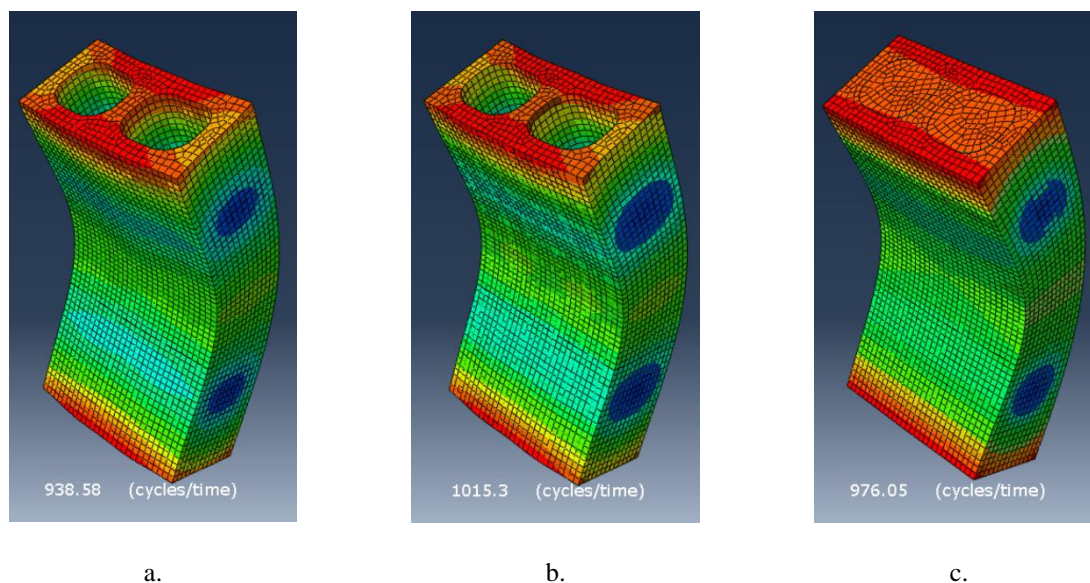 938.58 (cycles/time)
1015.3 (cycles/time)
976.05 (cycles/time)
a.
b.
c.